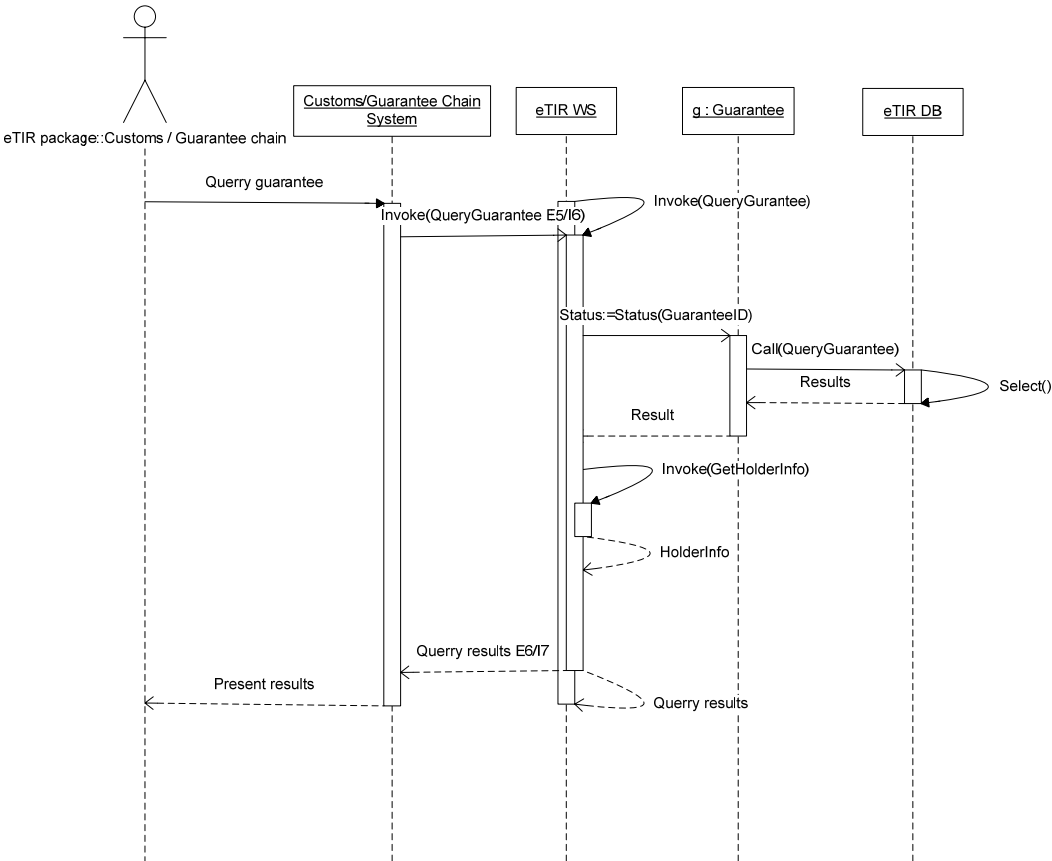 Customs/Guarantee Chain
System
eTIR WS
g : Guarantee
eTIR DB
eTIR package::Customs / Guarantee chain
Querry guarantee
Invoke(QueryGurantee)
Invoke(QueryGuarantee E5/I6)
Status:=Status(GuaranteeID)
Call(QueryGuarantee)
Results
Select()
Result
Invoke(GetHolderInfo)
HolderInfo
Querry results E6/I7
Present results
Querry results